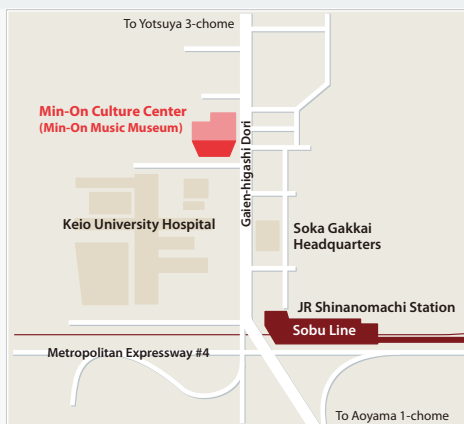 To Yotsuya 3-chome
Min-On Culture Center
(Min-On Music Museum)
Gaien-higashi Dori
Keio University Hospital
Soka Gakkai
Headquarters
JR Shinanomachi Station
Sobu Line
Metropolitan Expressway #4
To Aoyama 1-chome